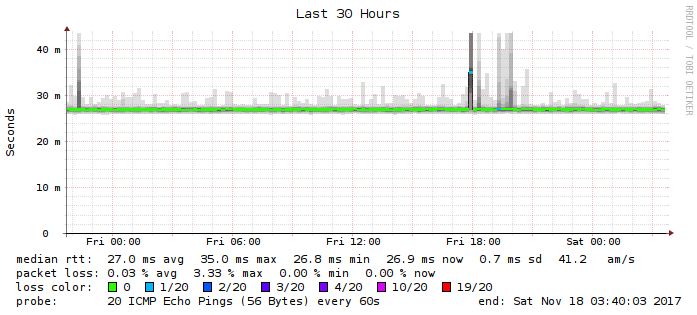 Last 30 Hours
RRDTOOL / TOBI OETIKER
Seconds
40 m
30 m
20 m
10 m
0
Fri 00:00 Fri 06:00 Fri 12:00 Fri 18:00 Sat 00:00
median rtt: 27.0 ms avg 35.0 ms max 26.8 ms min 26.9 ms now 0.7 ms sd 41.2 am/s
packet loss: 0.03 % avg 3.33 % max 0.00 % min 0.00 % now
loss color: 0 1/20 2/20 3/20 4/20 10/20 19/20
probe: 20 ICMP Echo Pings (56 Bytes) every 60s end: Sat Nov 18 03:40:03 2017